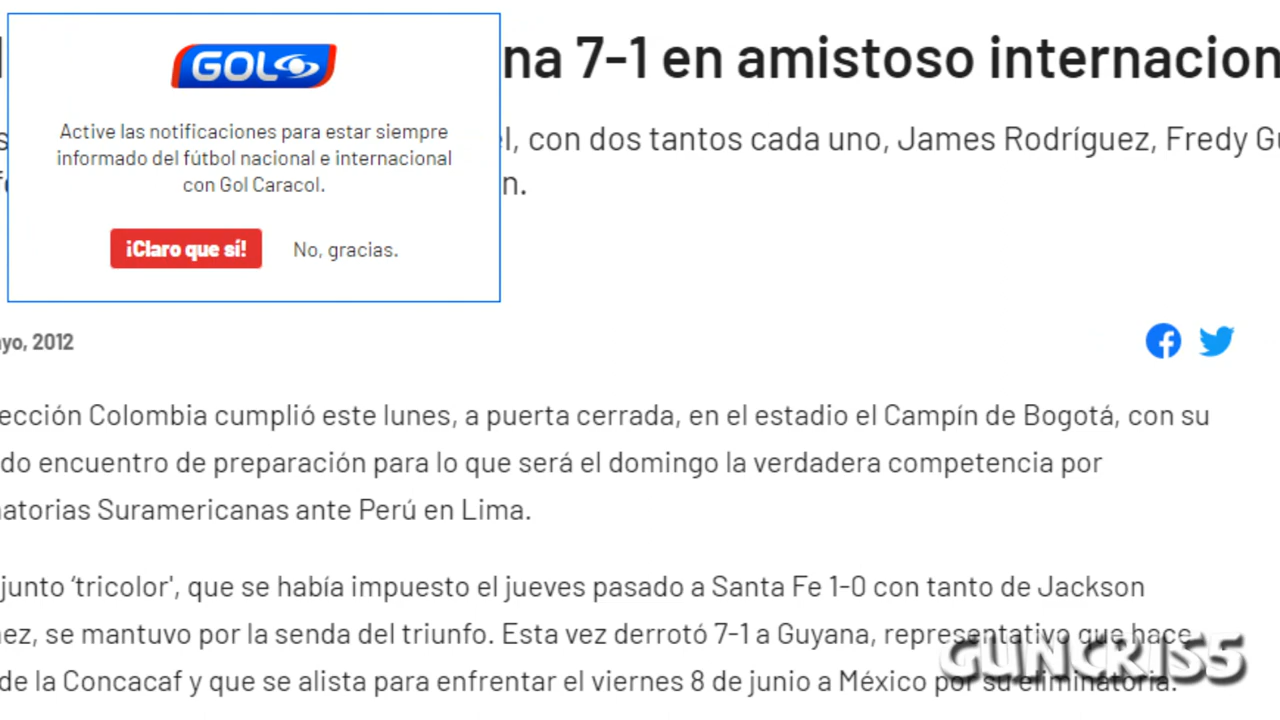 na 7-1 en amistoso internacion
GOL
Active las notificaciones para estar siempre
informado del fútbol nacional e internacional
con Gol Caracol.
¡Claro que sí! No, gracias.
l, con dos tantos cada uno, James Rodríguez, Fredy Gu
n.
yo, 2012
ección Colombia cumplió este lunes, a puerta cerrada, en el estadio el Campín de Bogotá, con su
do encuentro de preparación para lo que será el domingo la verdadera competencia por
natorias Suramericanas ante Perú en Lima.
junto ‘tricolor', que se había impuesto el jueves pasado a Santa Fe 1-0 con tanto de Jackson
nez, se mantuvo por la senda del triunfo. Esta vez derrotó 7-1 a Guyana, representativo que hace
de la Concacaf y que se alista para enfrentar el viernes 8 de junio a México por su eliminatoria.
GUNCRIS5